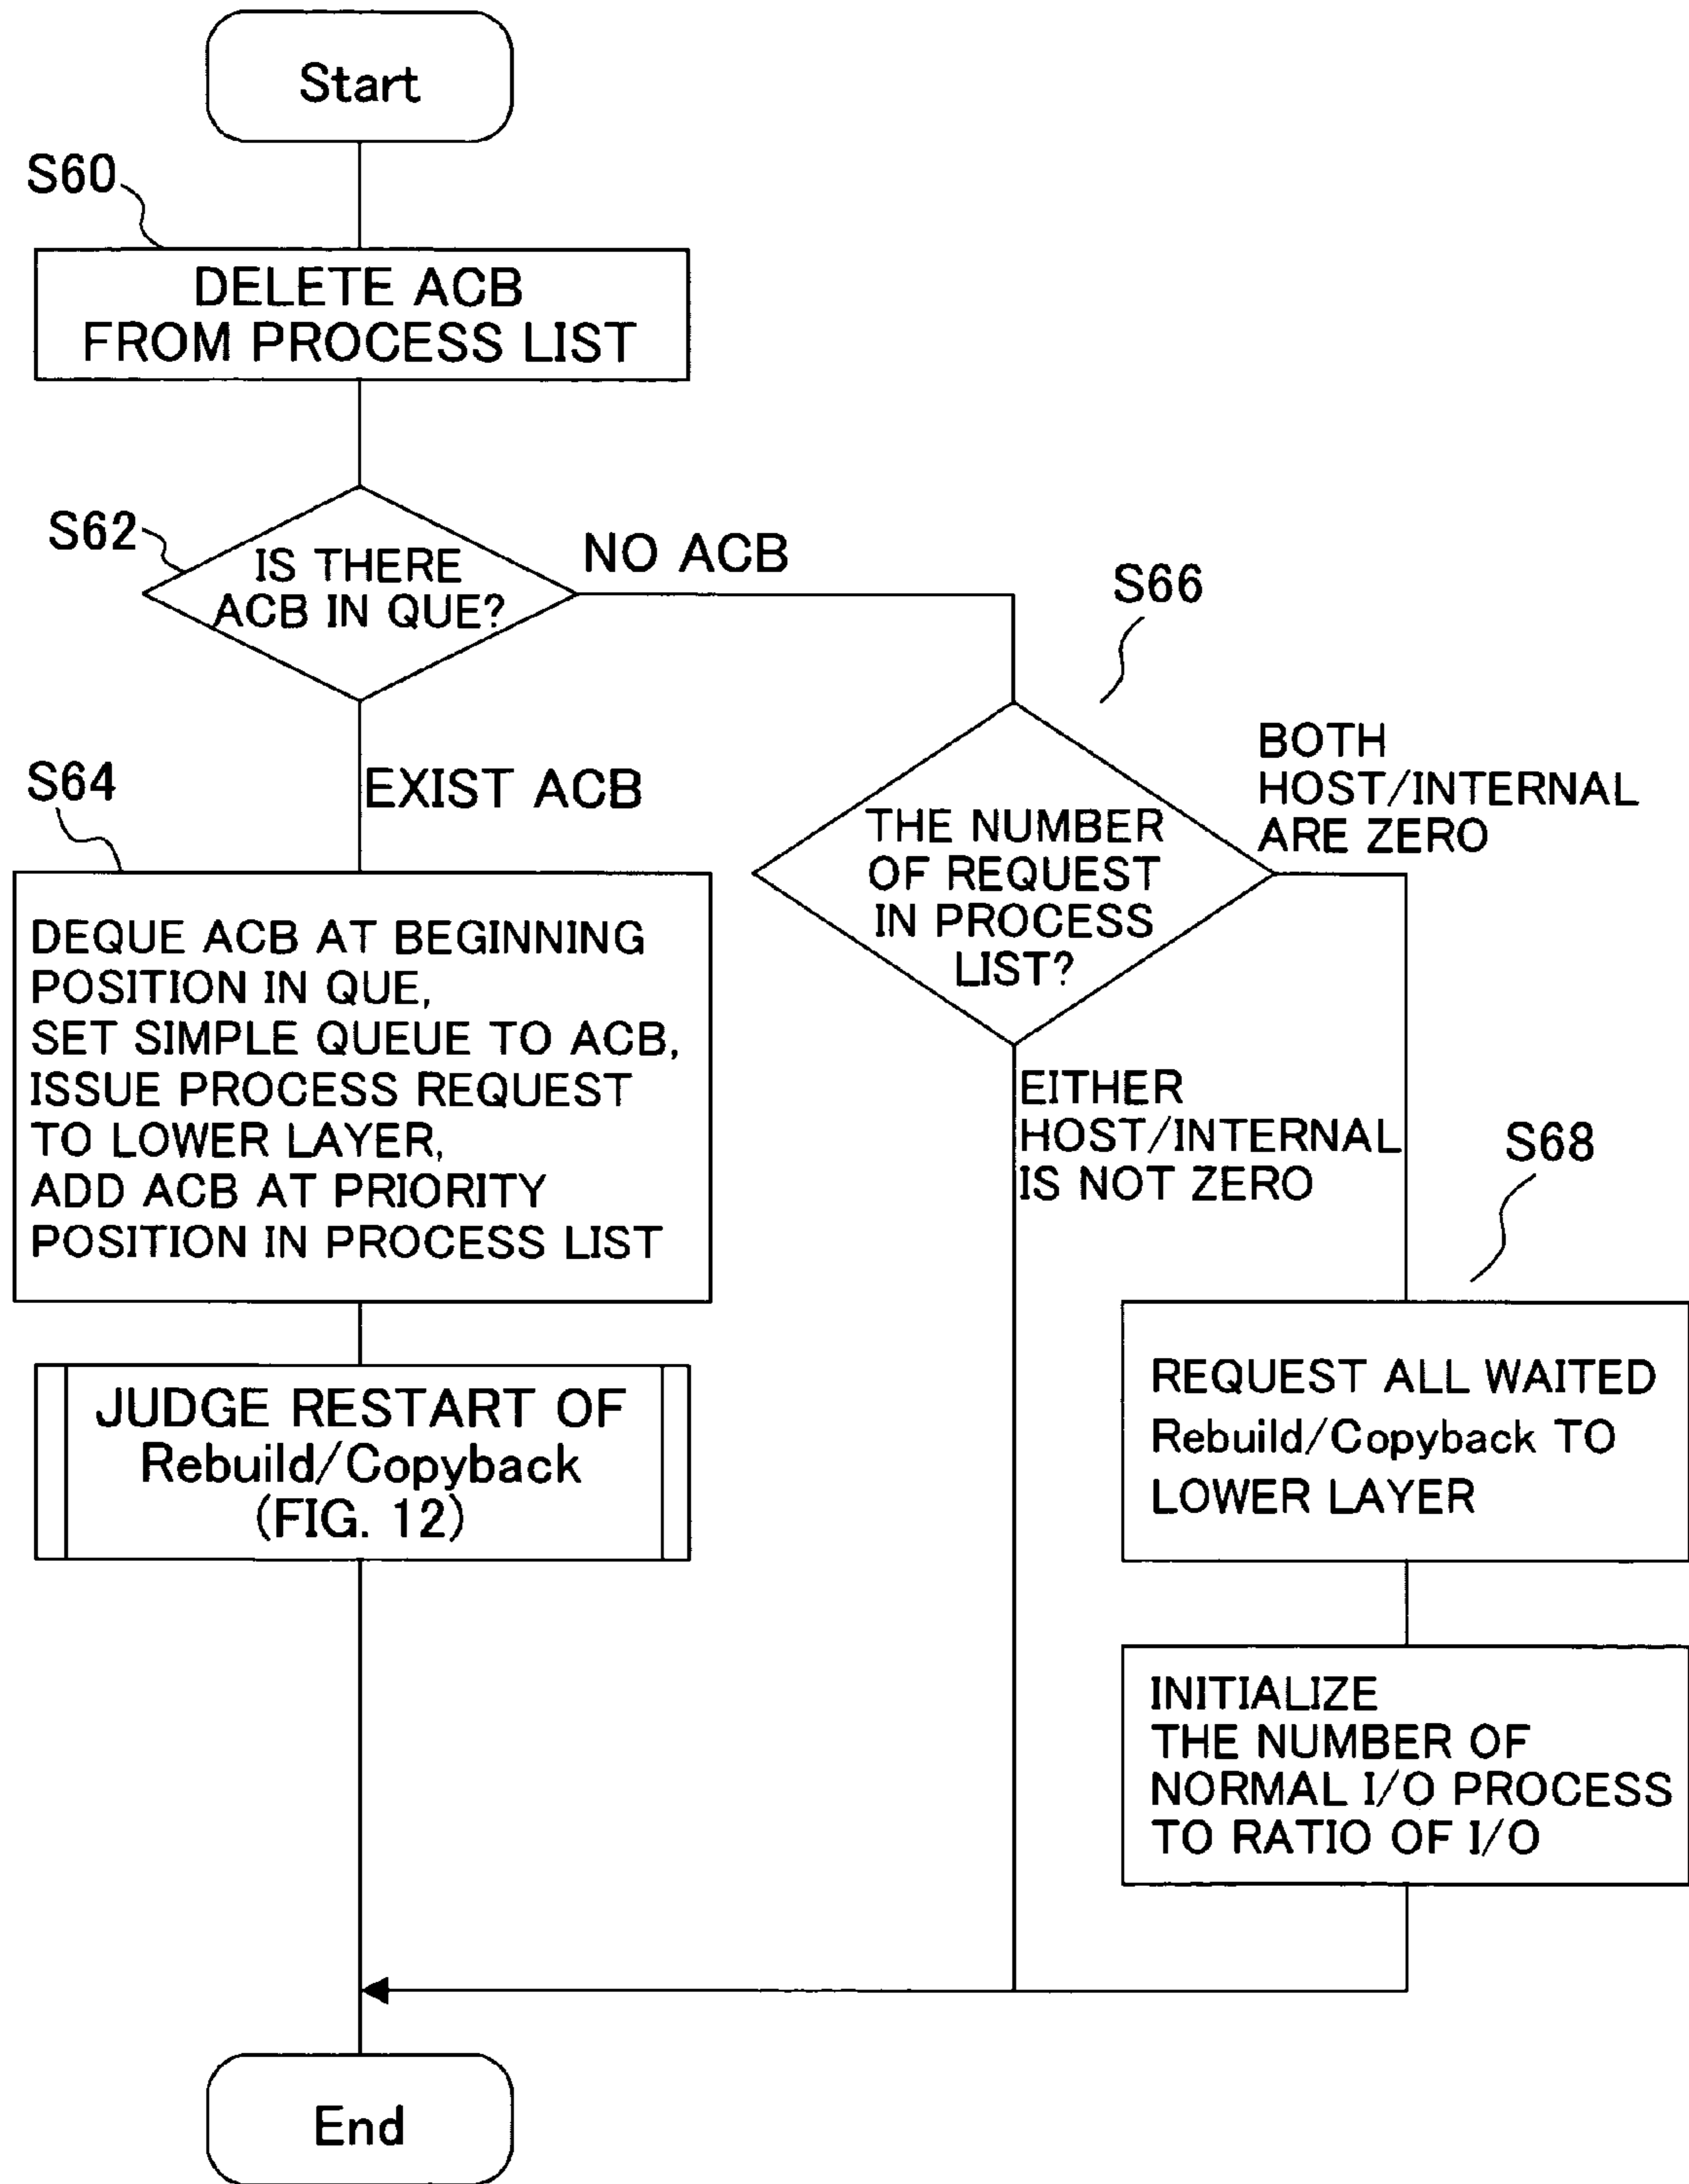 Start
S60
DELETE ACB
FROM PROCESS LIST
S62
IS THERE
ACB IN QUE?
NO ACB
S66
EXIST ACB
S64
THE NUMBER
OF REQUEST
IN PROCESS
LIST?
BOTH
HOST/INTERNAL
ARE ZERO
DEQUE ACB AT BEGINNING
POSITION IN QUE,
SET SIMPLE QUEUE TO ACB,
ISSUE PROCESS REQUEST
TO LOWER LAYER,
ADD ACB AT PRIORITY
POSITION IN PROCESS LIST
EITHER
HOST/INTERNAL
IS NOT ZERO
S68
JUDGE RESTART OF
Rebuild/Copyback
(FIG. 12)
REQUEST ALL WAITED
Rebuild/Copyback TO
LOWER LAYER
INITIALIZE
THE NUMBER OF
NORMAL I/O PROCESS
TO RATIO OF I/O
End